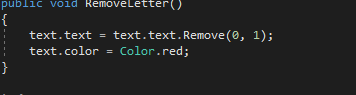 public void RemoveLetter()
{
text.text = text.text.Remove(0, 1);
text.color = Color.red;
}